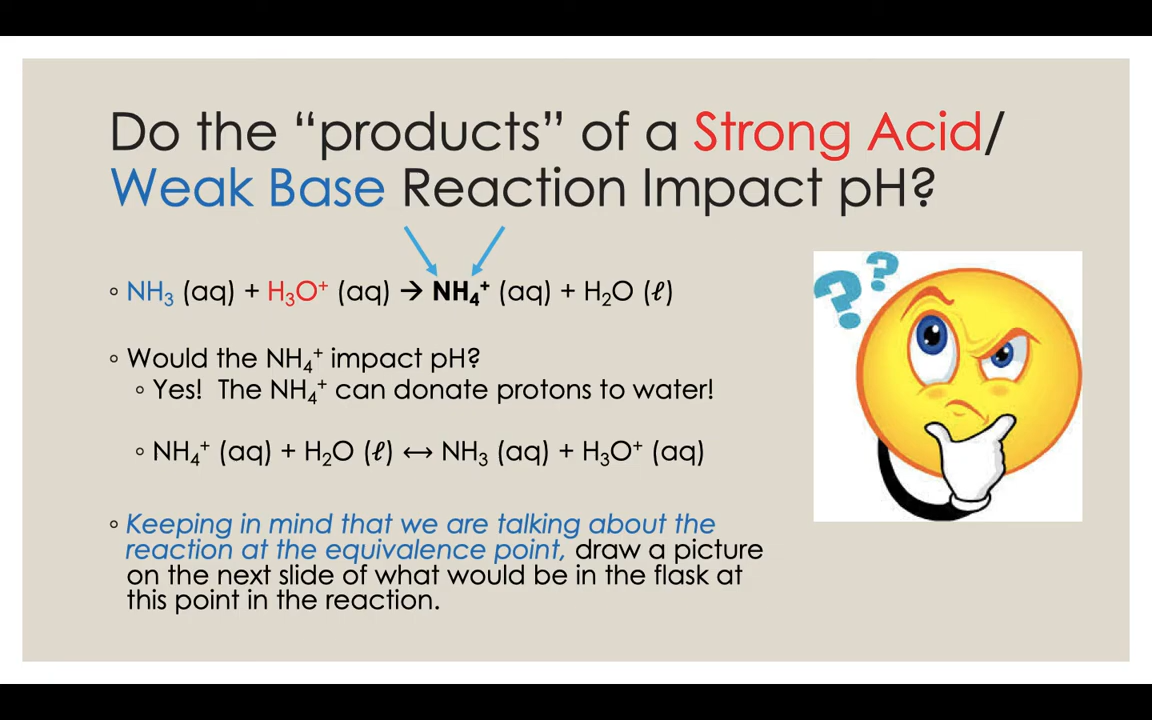 Do the “products” of a Strong Acid/
Weak Base Reaction Impact pH?
◦ NH₃ (aq) + H₃O⁺ (aq) → NH₄⁺ (aq) + H₂O (ℓ)
◦ Would the NH₄⁺ impact pH?
◦ Yes! The NH₄⁺ can donate protons to water!
◦ NH₄⁺ (aq) + H₂O (ℓ) ↔ NH₃ (aq) + H₃O⁺ (aq)
◦ Keeping in mind that we are talking about the
reaction at the equivalence point, draw a picture
on the next slide of what would be in the flask at
this point in the reaction.
??